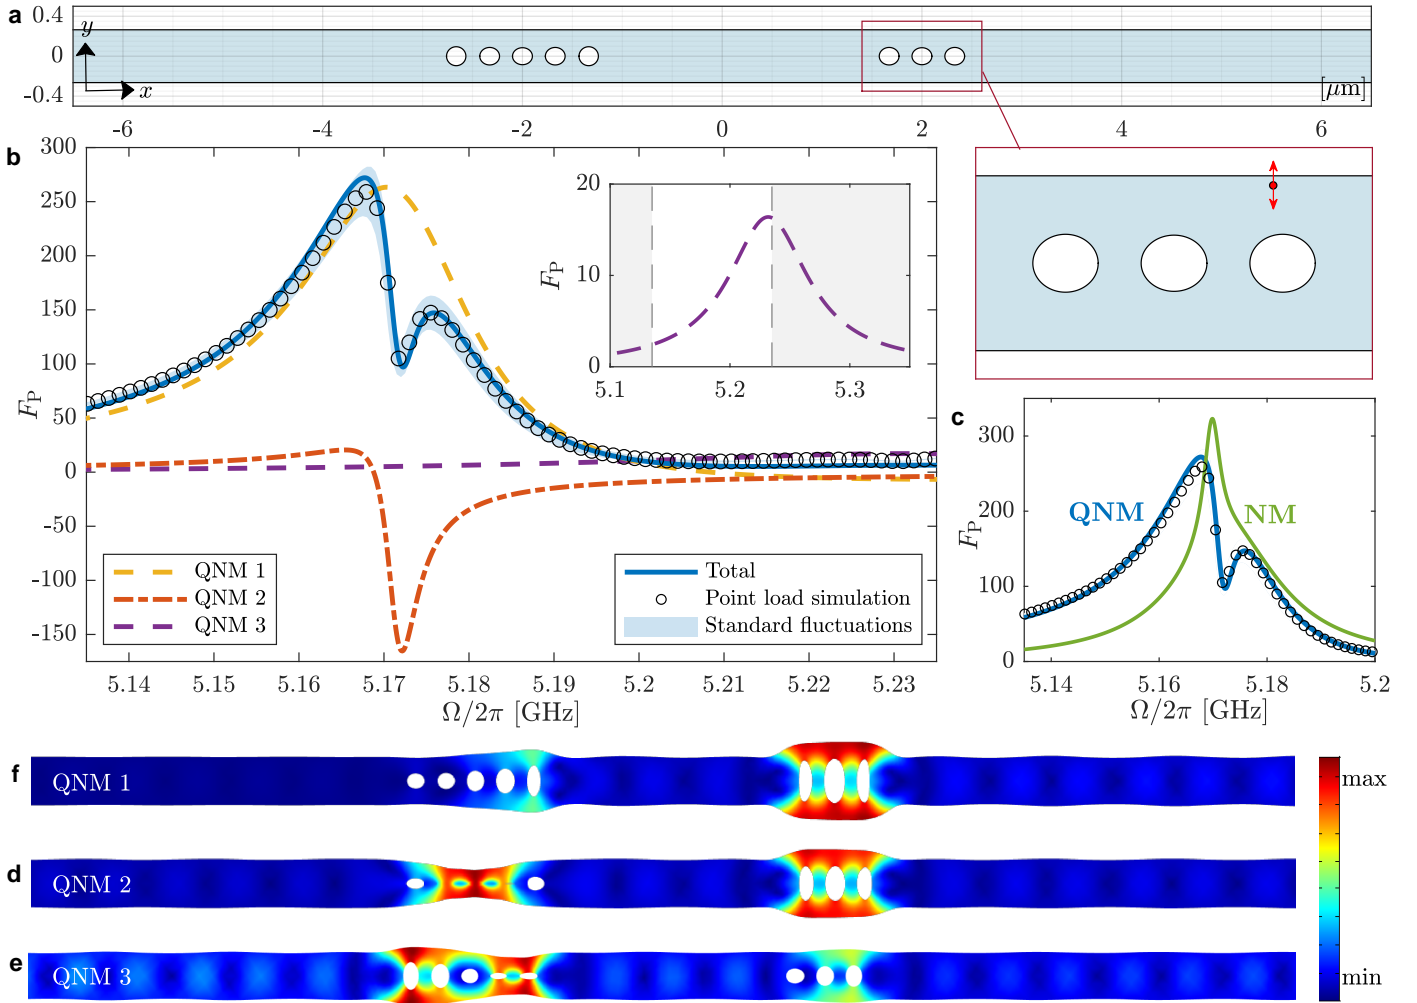 a
0.4
0
-0.4
y
x
[μm]
-6
-4
-2
0
2
4
6
b
300
250
200
150
100
50
0
-50
-100
-150
F_P
20
10
0
F_P
5.1
5.2
5.3
QNM 1
QNM 2
QNM 3
Total
Point load simulation
Standard fluctuations
5.14
5.15
5.16
5.17
5.18
5.19
5.2
5.21
5.22
5.23
Ω/2π [GHz]
c
300
200
100
0
F_P
QNM
NM
5.14
5.16
5.18
5.2
Ω/2π [GHz]
f
QNM 1
d
QNM 2
e
QNM 3
max
min